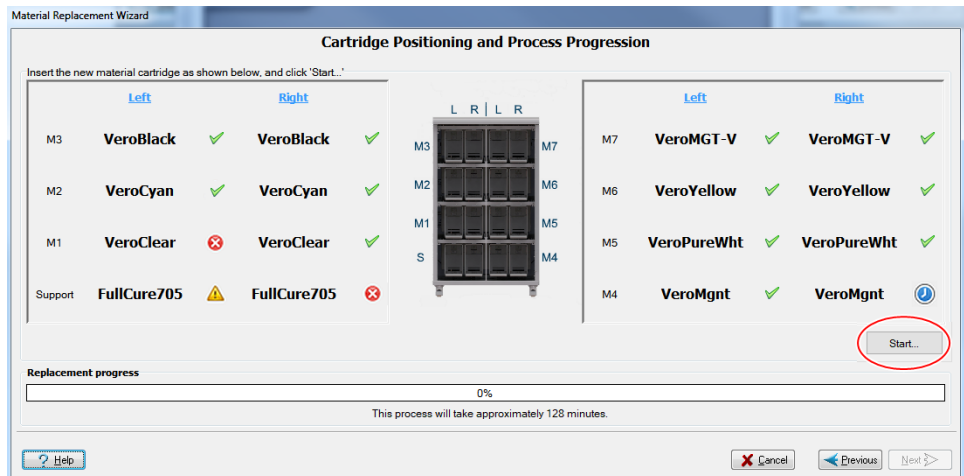 Material Replacement Wizard
Cartridge Positioning and Process Progression
Insert the new material cartridge as shown below, and click 'Start...'
Left Right
M3 VeroBlack VeroBlack
M2 VeroCyan VeroCyan
M1 VeroClear VeroClear
Support FullCure705 FullCure705
L R L R
M3 M7
M2 M6
M1 M5
S M4
Left Right
M7 VeroMGT-V VeroMGT-V
M6 VeroYellow VeroYellow
M5 VeroPureWht VeroPureWht
M4 VeroMgnt VeroMgnt
Start...
Replacement progress
0%
This process will take approximately 128 minutes.
? Help Cancel Previous Next